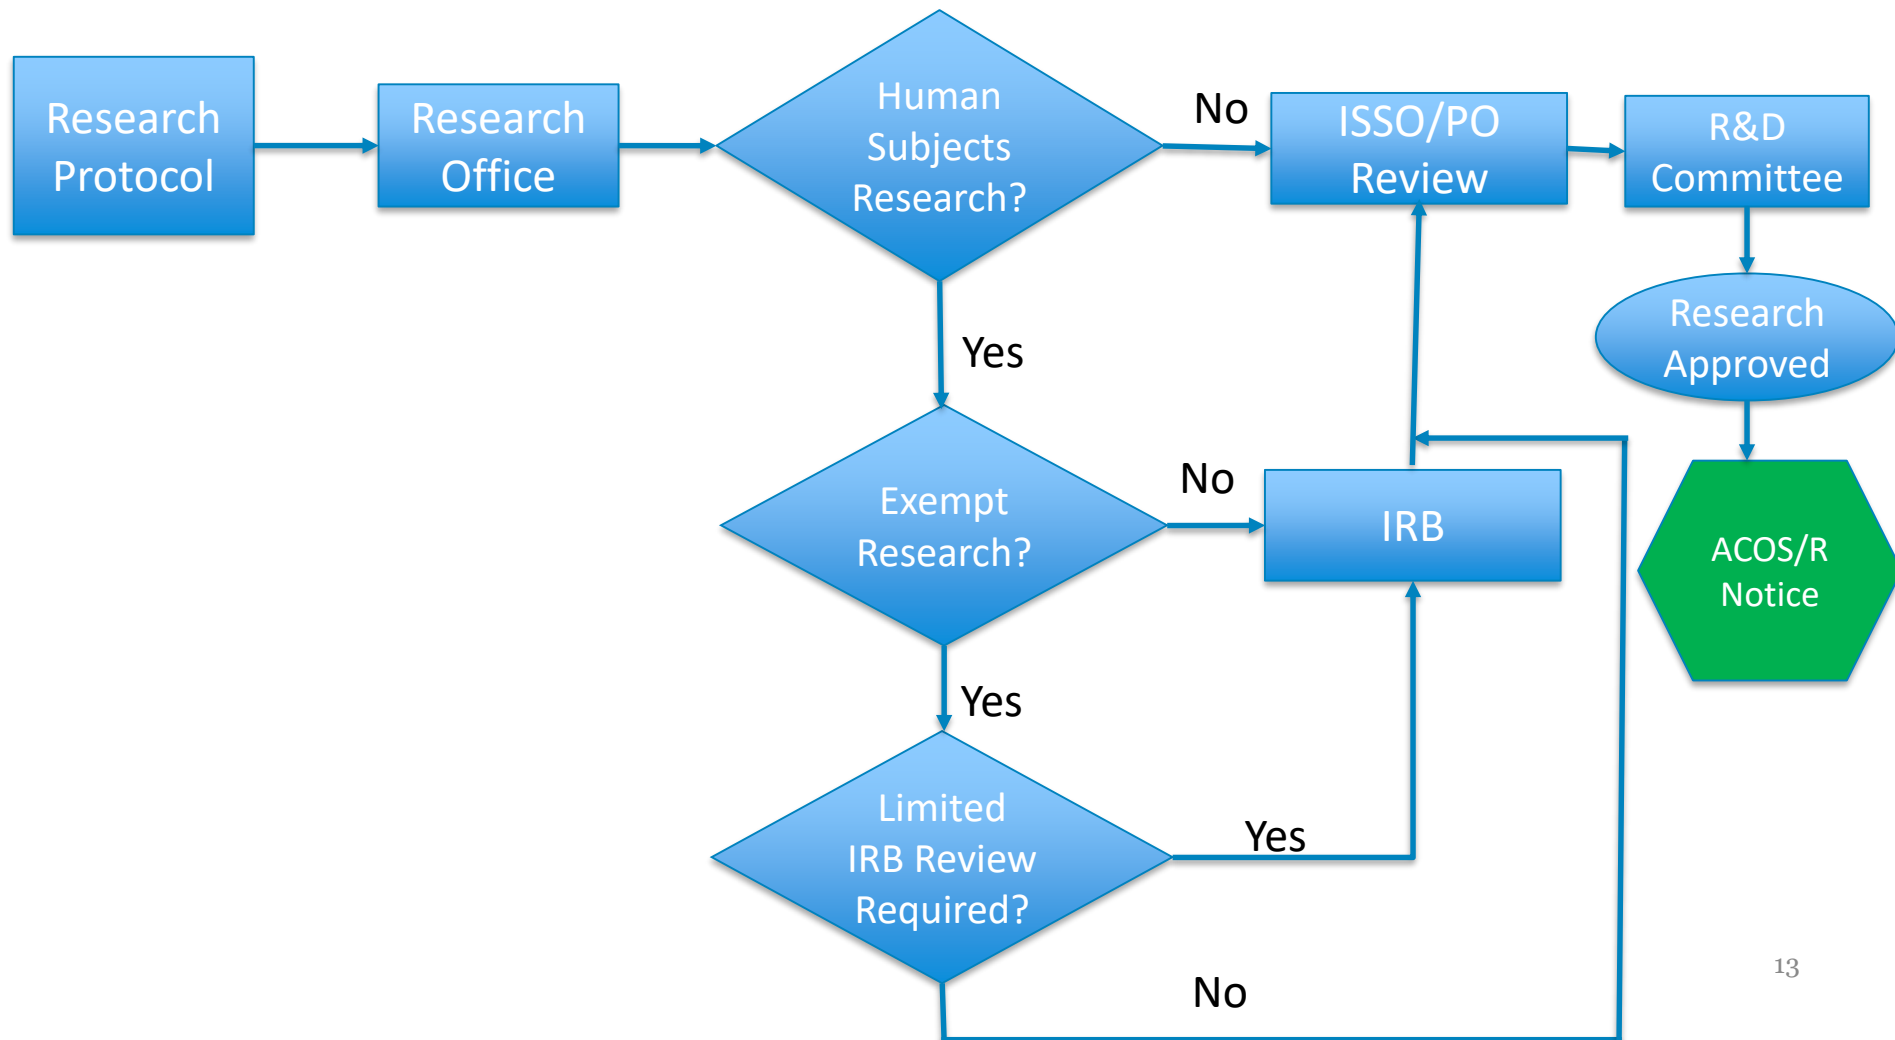 Research
Protocol
Research
Office
Human
Subjects
Research?
No
ISSO/PO
Review
R&D
Committee
Yes
Research
Approved
Exempt
Research?
No
IRB
ACOS/R
Notice
Yes
Limited
IRB Review
Required?
Yes
No
13